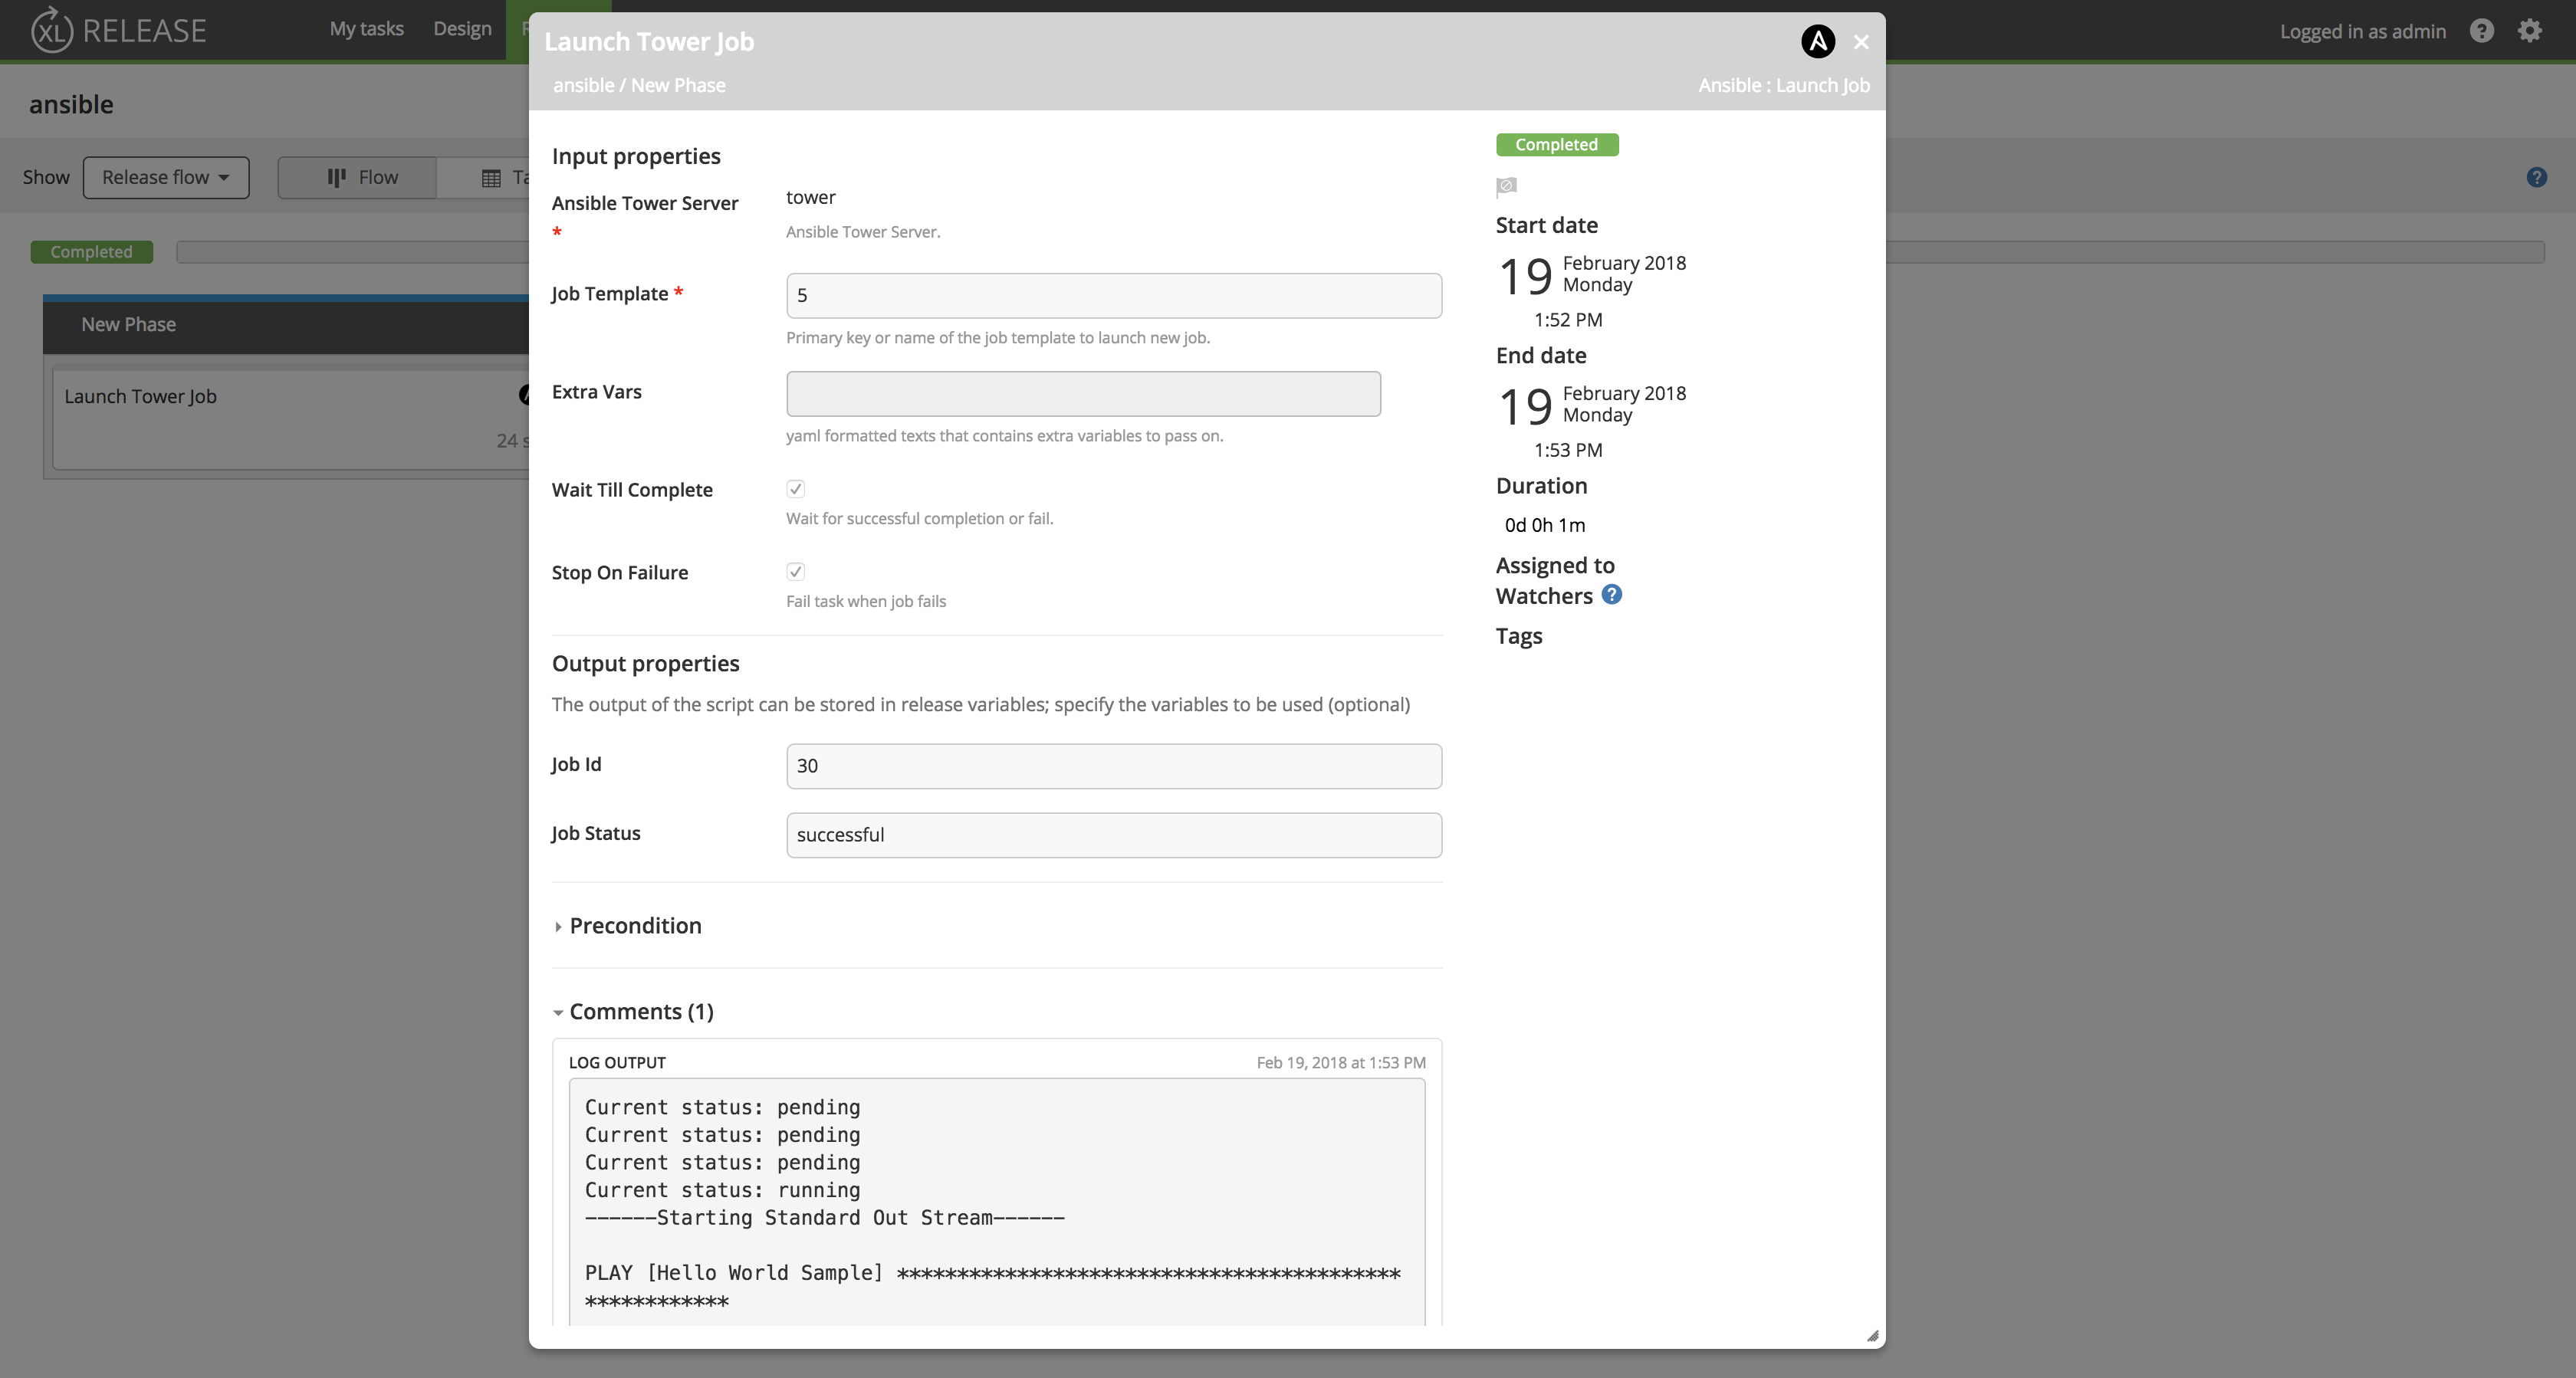 XL RELEASE
My tasks
Design
Logged in as admin
ansible
Show
Release flow
Flow
Completed
New Phase
Launch Tower Job
24 s
Launch Tower Job
ansible / New Phase
Ansible : Launch Job
Input properties
Ansible Tower Server *
tower
Ansible Tower Server.
Job Template *
5
Primary key or name of the job template to launch new job.
Extra Vars
yaml formatted texts that contains extra variables to pass on.
Wait Till Complete
Wait for successful completion or fail.
Stop On Failure
Fail task when job fails
Output properties
The output of the script can be stored in release variables; specify the variables to be used (optional)
Job Id
30
Job Status
successful
Precondition
Comments (1)
LOG OUTPUT
Feb 19, 2018 at 1:53 PM
Current status: pending
Current status: pending
Current status: pending
Current status: running
------Starting Standard Out Stream------
PLAY [Hello World Sample] ******************************************
************
Completed
Start date
19 February 2018
Monday
1:52 PM
End date
19 February 2018
Monday
1:53 PM
Duration
0d 0h 1m
Assigned to
Watchers ?
Tags